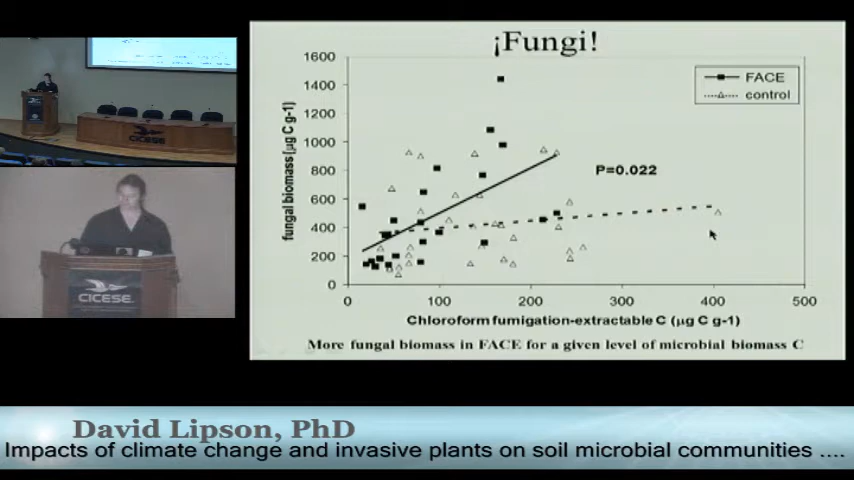 ¡Fungi!
1600
1400
1200
1000
800
600
400
200
0
fungal biomass (µg C g-1)
FACE
control
P=0.022
0
100
200
300
400
500
Chloroform fumigation-extractable C (µg C g-1)
More fungal biomass in FACE for a given level of microbial biomass C
CICESE
CICESE
David Lipson, PhD
Impacts of climate change and invasive plants on soil microbial communities ....